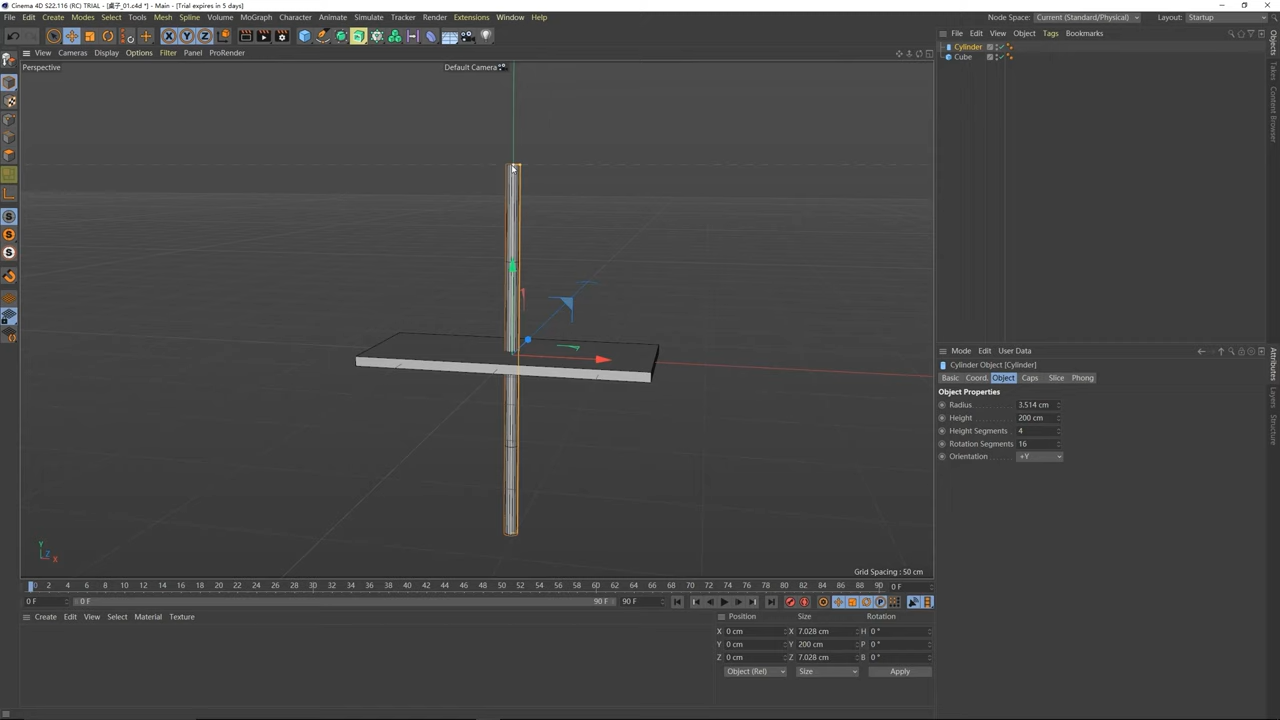 Cinema 4D S22.116 (RC) TRIAL - [桌子_01.c4d *] - Main - [Trial expires in 5 days]
File Edit Create Modes Select Tools Mesh Spline Volume MoGraph Character Animate Simulate Tracker Render Extensions Window Help
Node Space: Current (Standard/Physical) Layout: Startup
X Y Z
View Cameras Display Options Filter Panel ProRender
File Edit View Object Tags Bookmarks
Cylinder
Cube
Perspective
Default Camera
Objects
Takes
Content Browser
Mode Edit User Data
Cylinder Object [Cylinder]
Basic Coord. Object Caps Slice Phong
Object Properties
Radius 3.514 cm
Height 200 cm
Height Segments 4
Rotation Segments 16
Orientation +Y
Attributes
Layers
Structure
S
S
S
Y
Z
X
Grid Spacing : 50 cm
0 2 4 6 8 10 12 14 16 18 20 22 24 26 28 30 32 34 36 38 40 42 44 46 48 50 52 54 56 58 60 62 64 66 68 70 72 74 76 78 80 82 84 86 88 90 0 F
0 F 0 F 90 F 90 F
Create Edit View Select Material Texture
Position Size Rotation
X 0 cm X 7.028 cm H 0 °
Y 0 cm Y 200 cm P 0 °
Z 0 cm Z 7.028 cm B 0 °
Object (Rel) Size Apply